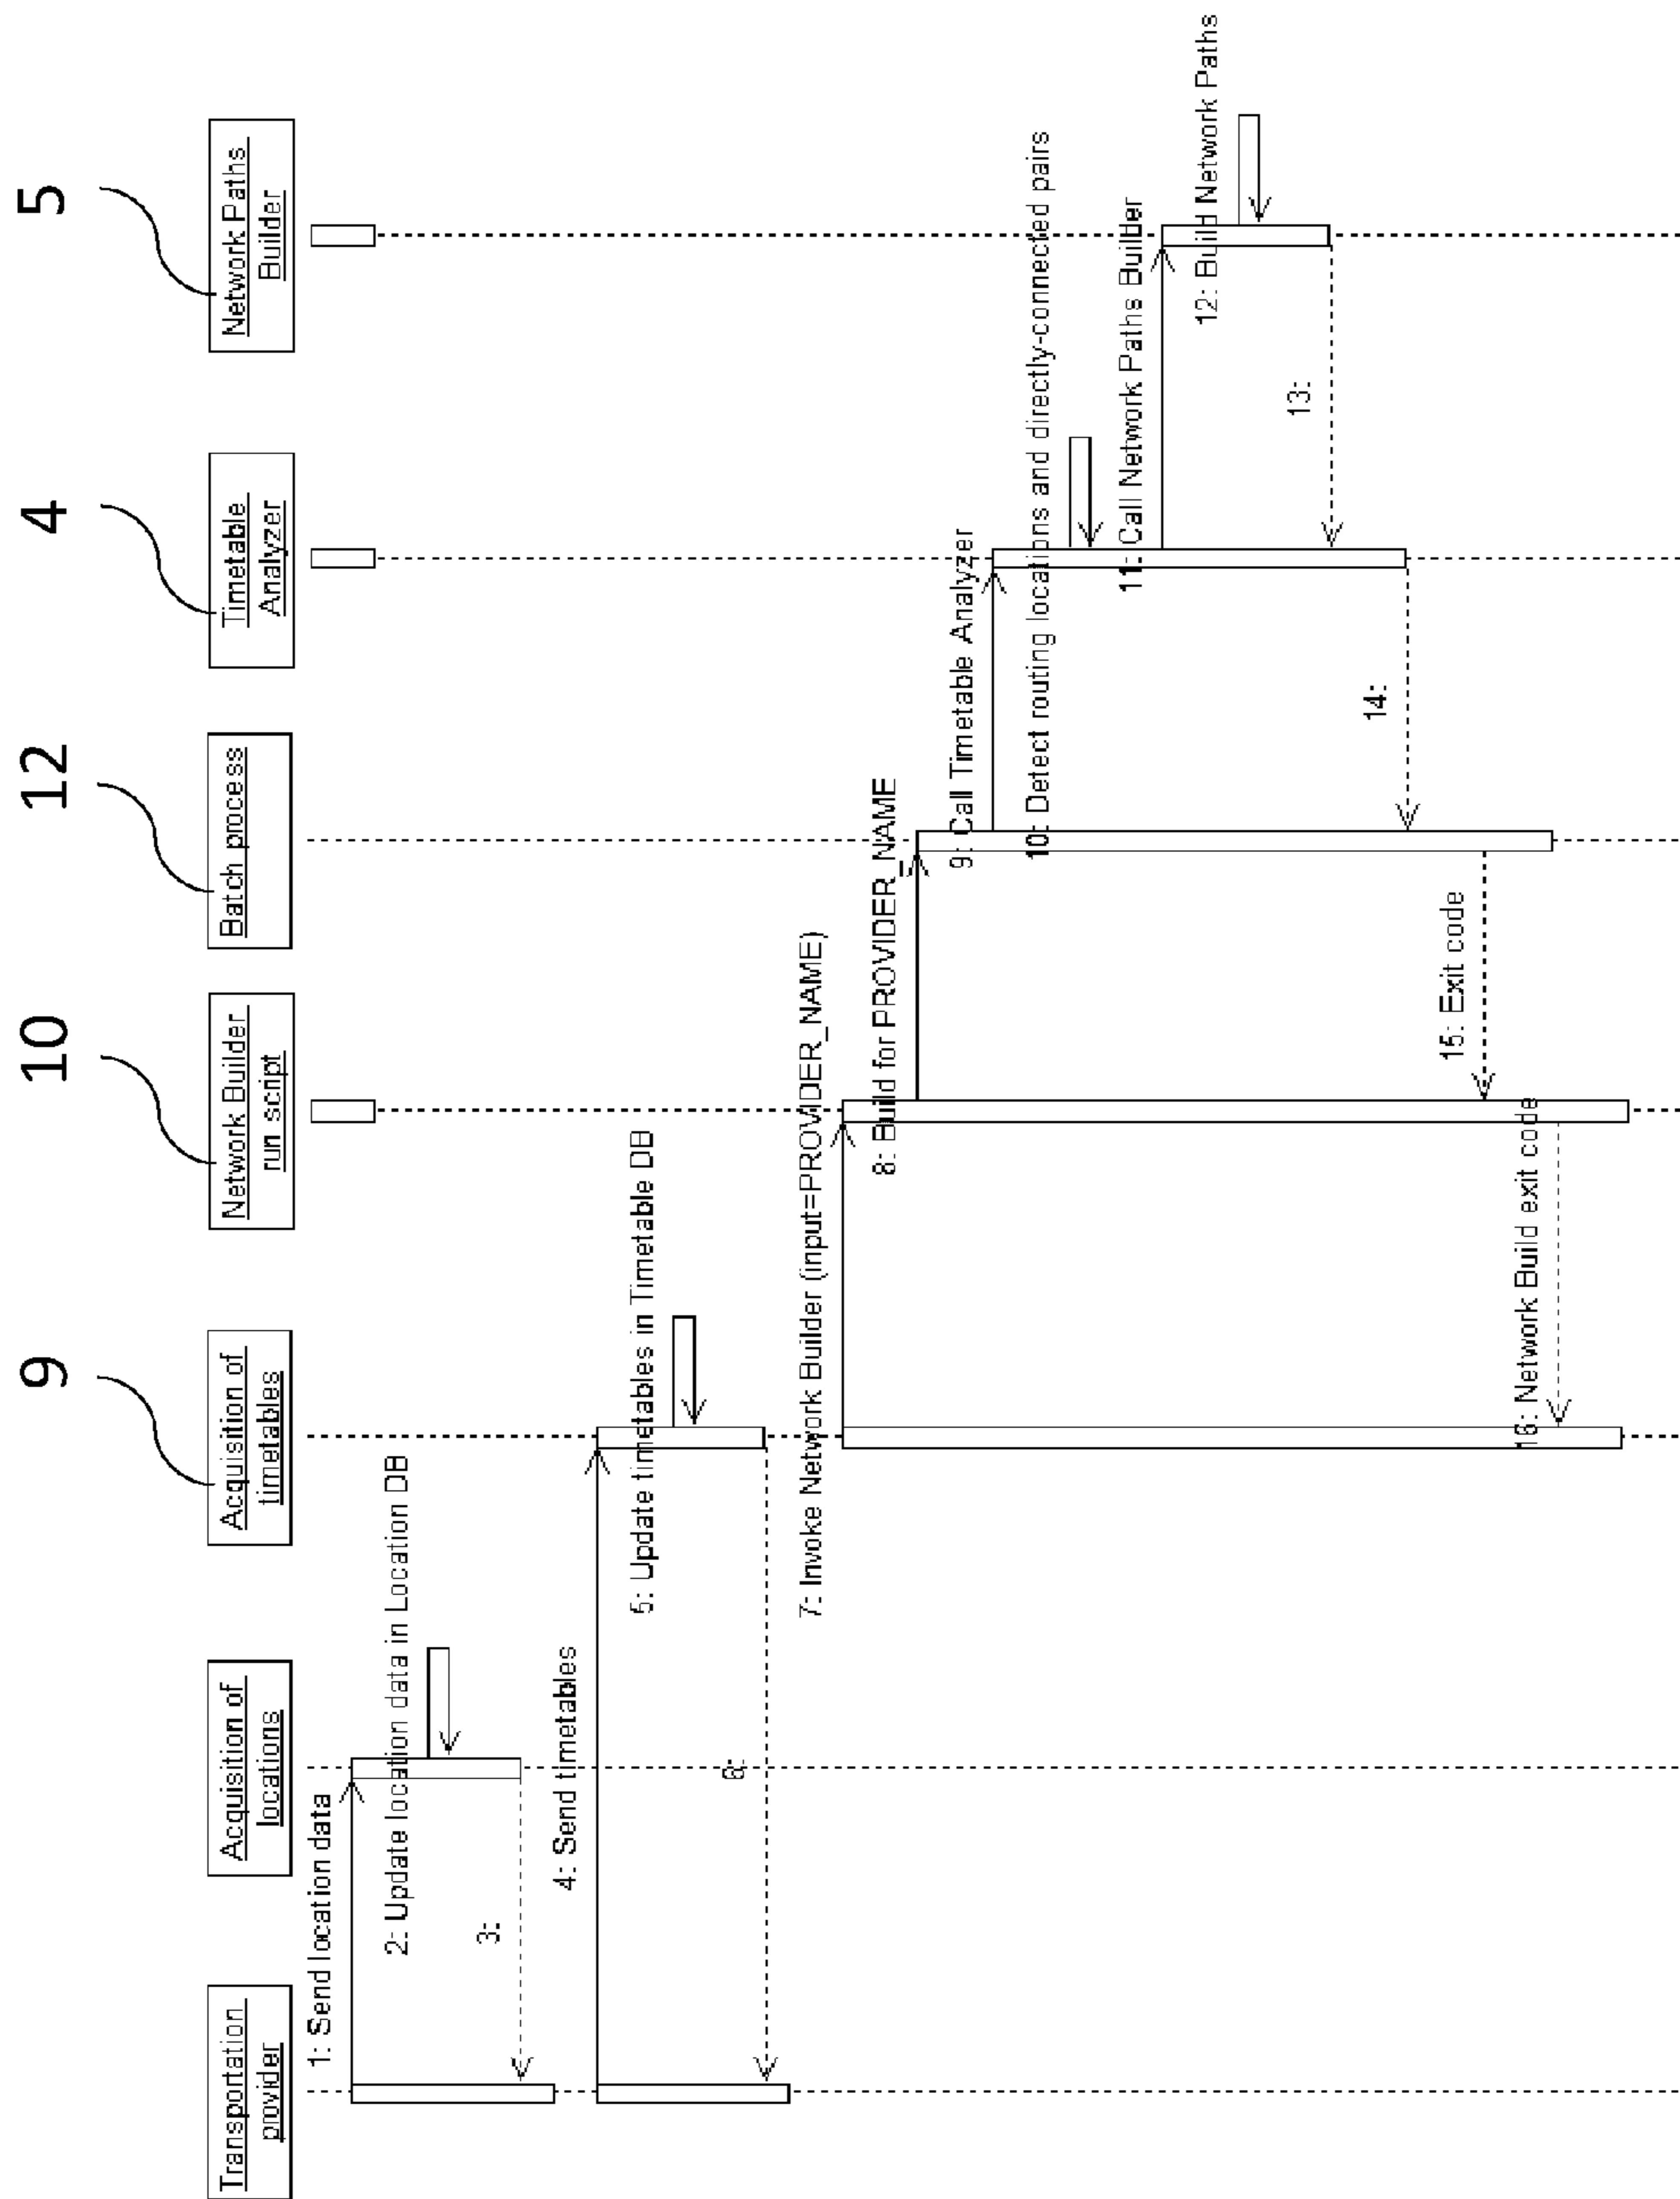 9
10
12
4
5
Transportation
provider
Acquisition of
locations
Acquisition of
timetables
Network Builder
run script
Batch process
Timetable
Analyzer
Network Paths
Builder
1: Send location data
2: Update location data in Location DB
3:
4: Send timetables
5: Update timetables in Timetable DB
6:
7: Invoke Network Builder (input=PROVIDER_NAME)
8: Build for PROVIDER_NAME
9: Call Timetable Analyzer
10: Detect routing locations and directly-connected pairs
11: Call Network Paths Builder
12: Build Network Paths
13:
14:
15: Exit code
16: Network Build exit code